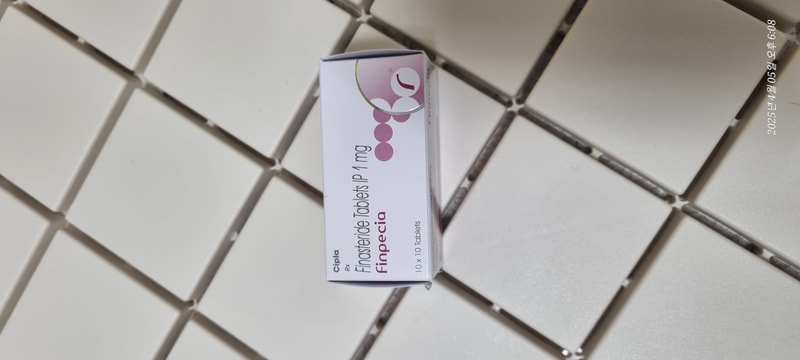 Cipla
Rx
Finasteride Tablets IP 1 mg
Finpecia
10 x 10 Tablets
2025년 4월 05일 오후 6:08